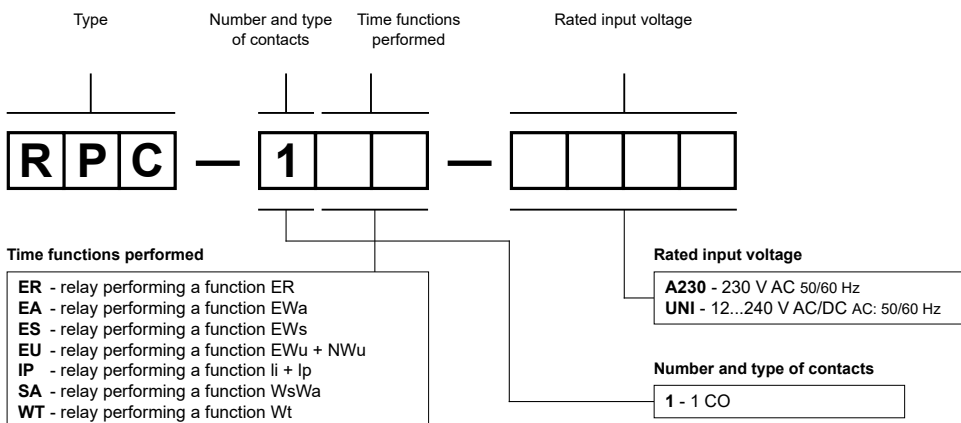 Type
Number and type
of contacts
Time functions
performed
Rated input voltage
R P C — 1 —
Time functions performed
ER - relay performing a function ER
EA - relay performing a function EWa
ES - relay performing a function EWs
EU - relay performing a function EWu + NWu
IP - relay performing a function Ii + Ip
SA - relay performing a function WsWa
WT - relay performing a function Wt
Rated input voltage
A230 - 230 V AC 50/60 Hz
UNI - 12...240 V AC/DC AC: 50/60 Hz
Number and type of contacts
1 - 1 CO